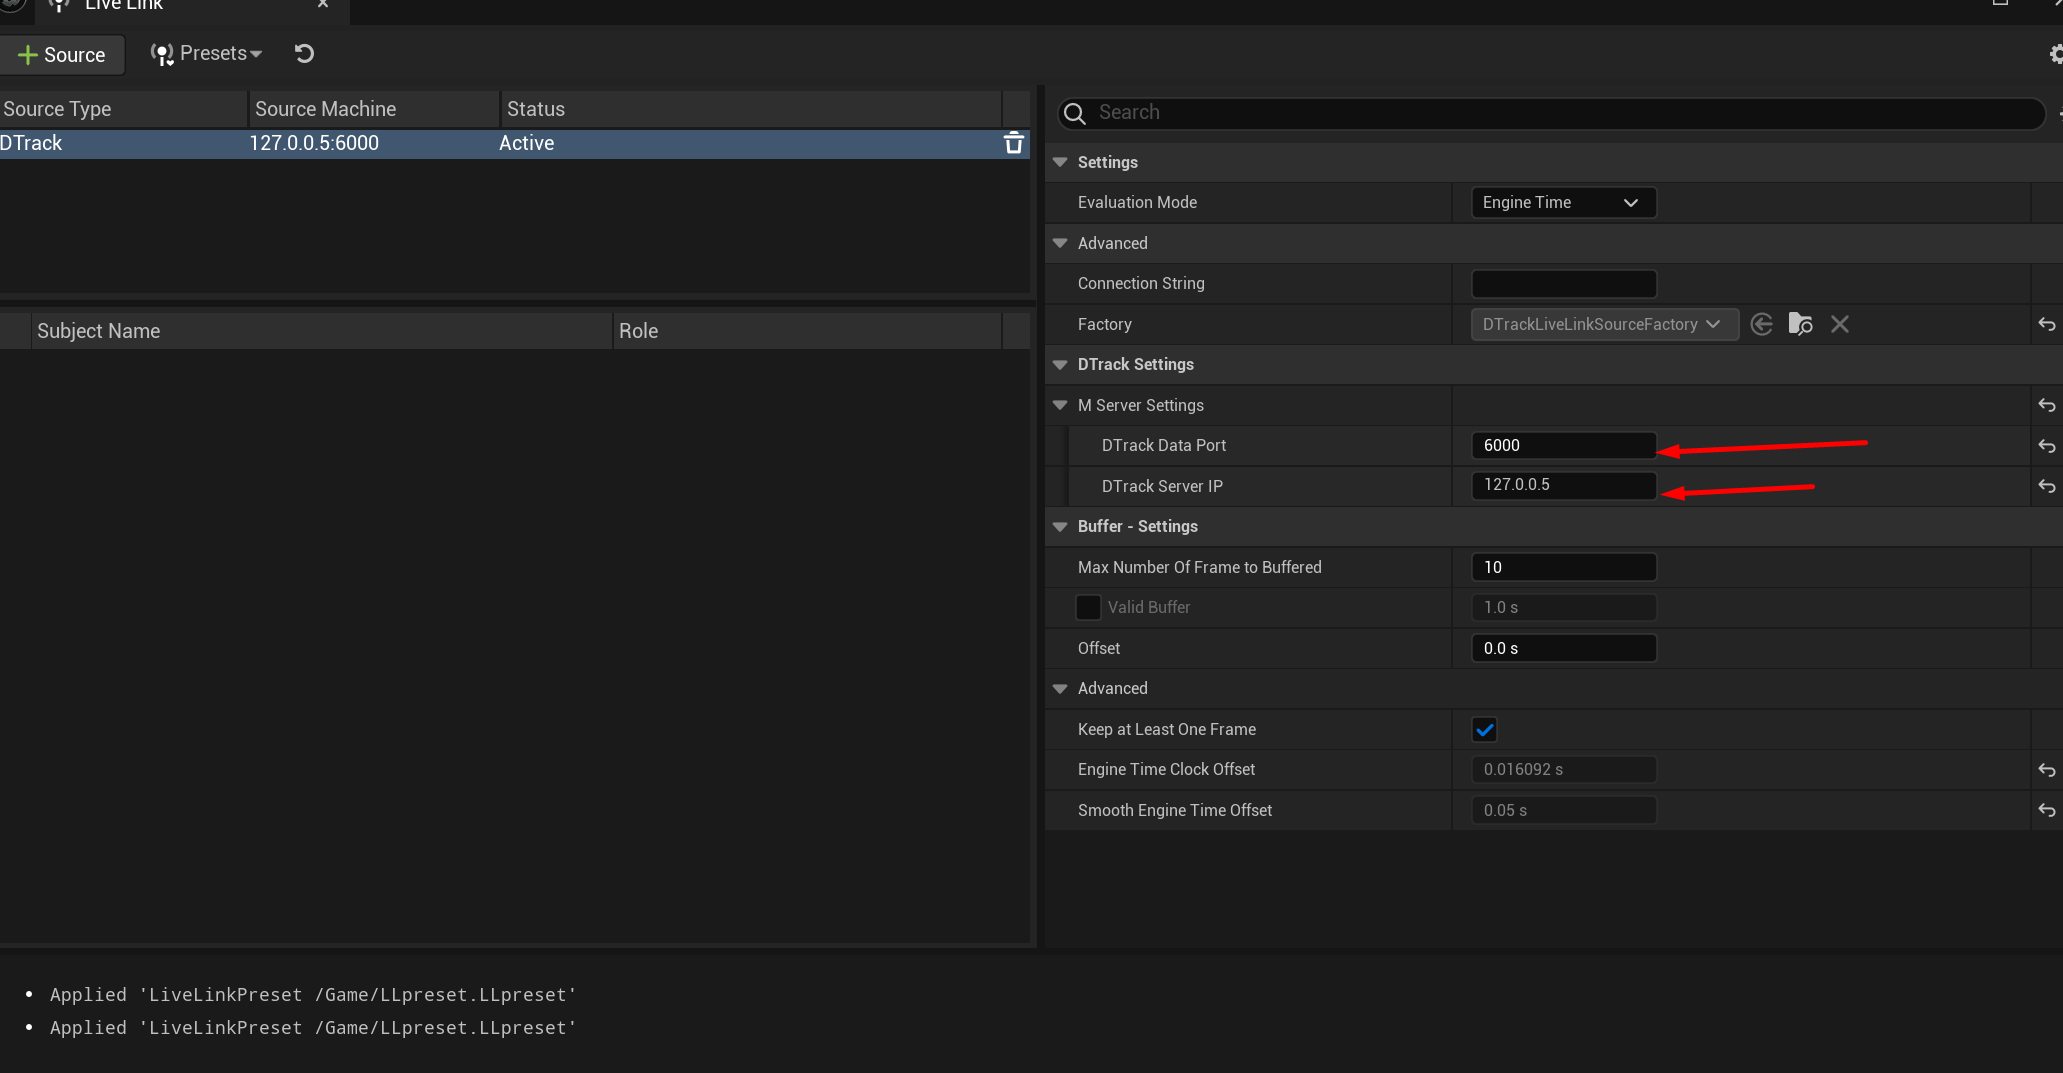 Live Link
Source
Presets
Source Type
Source Machine
Status
DTrack
127.0.0.5:6000
Active
Subject Name
Role
Search
Settings
Evaluation Mode
Engine Time
Advanced
Connection String
Factory
DTrackLiveLinkSourceFactory
DTrack Settings
M Server Settings
DTrack Data Port
6000
DTrack Server IP
127.0.0.5
Buffer - Settings
Max Number Of Frame to Buffered
10
Valid Buffer
1.0 s
Offset
0.0 s
Advanced
Keep at Least One Frame
Engine Time Clock Offset
0.016092 s
Smooth Engine Time Offset
0.05 s
• Applied 'LiveLinkPreset /Game/LLpreset.LLpreset'
• Applied 'LiveLinkPreset /Game/LLpreset.LLpreset'